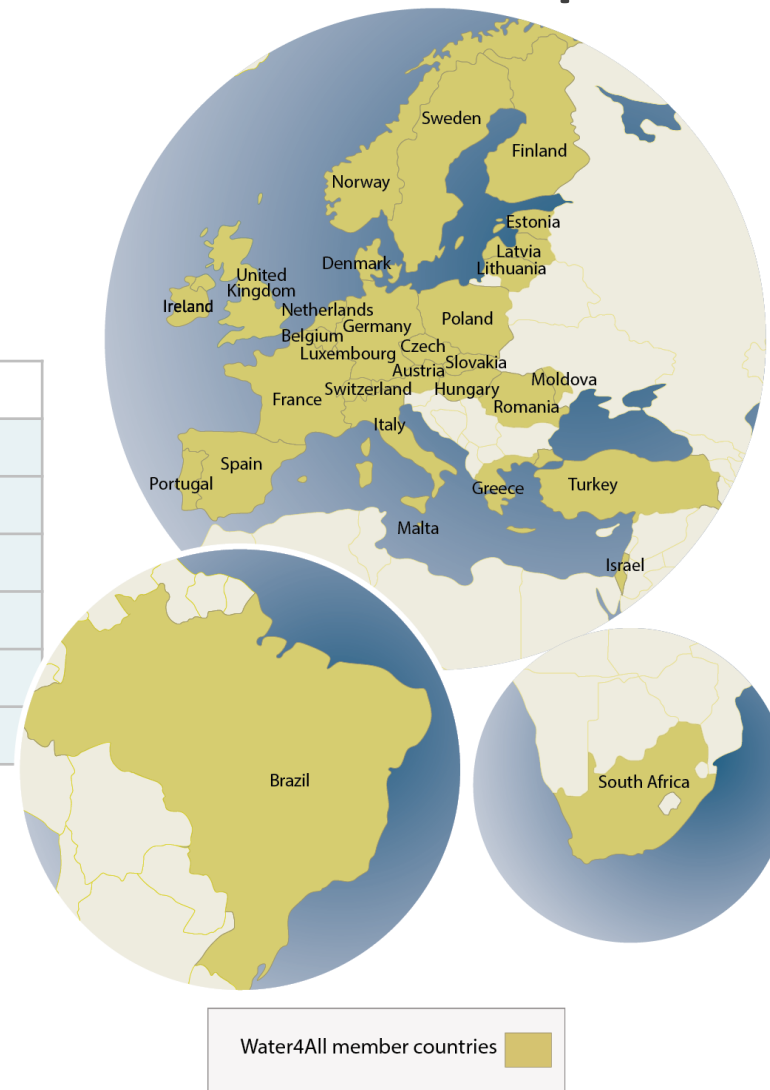 Sweden
Finland
Norway
Estonia
Latvia
Denmark
Lithuania
United
Kingdom
Ireland
Netherlands
Germany
Poland
Belgium
Czech
Luxembourg
Slovakia
Austria
Moldova
Switzerland
Hungary
France
Romania
Italy
Spain
Portugal
Greece
Turkey
Malta
Israel
Brazil
South Africa
Water4All member countries